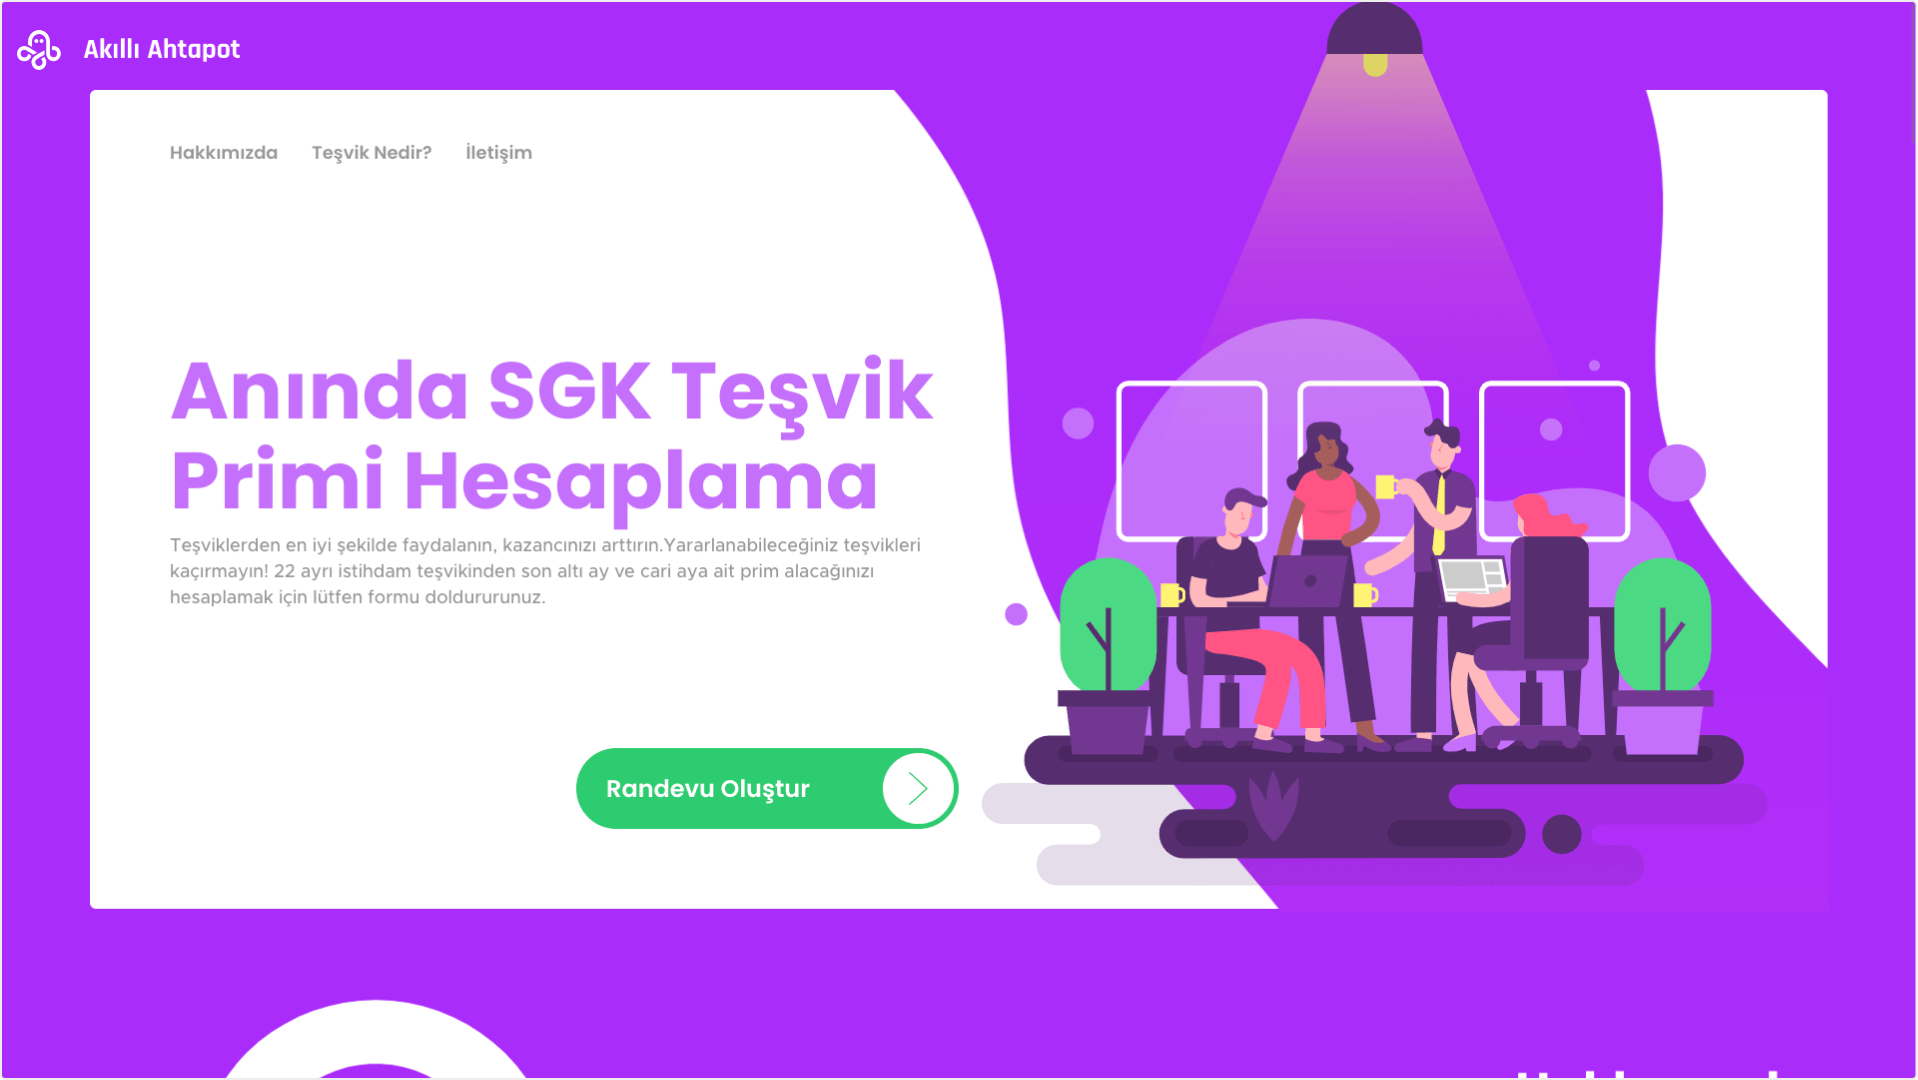 Akıllı Ahtapot
Hakkımızda Teşvik Nedir? İletişim
Anında SGK Teşvik
Primi Hesaplama
Teşviklerden en iyi şekilde faydalanın, kazancınızı arttırın.Yararlanabileceğiniz teşvikleri
kaçırmayın! 22 ayrı istihdam teşvikinden son altı ay ve cari aya ait prim alacağınızı
hesaplamak için lütfen formu doldururunuz.
Randevu Oluştur